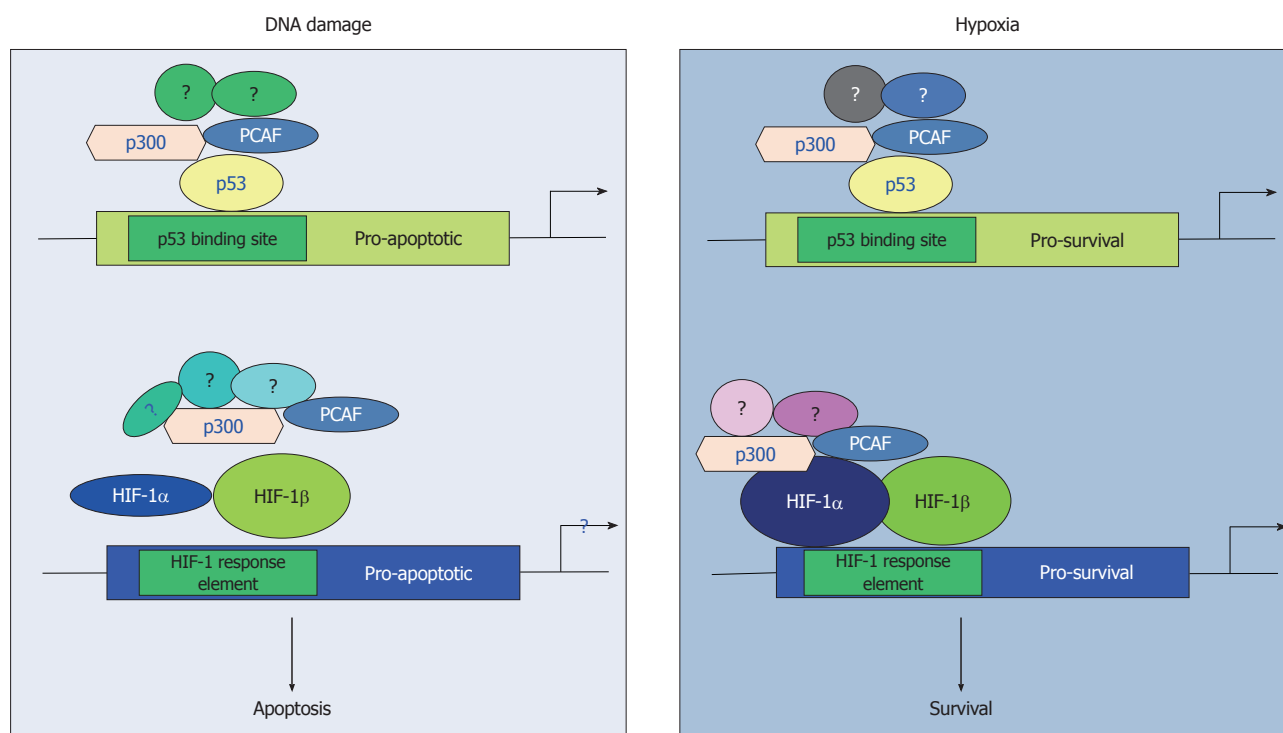 DNA damage
? ?
p300 PCAF
p53
p53 binding site Pro-apoptotic
? ? ?
p300 PCAF
HIF-1α HIF-1β
?
HIF-1 response
element
Pro-apoptotic
Apoptosis
Hypoxia
? ?
p300 PCAF
p53
p53 binding site Pro-survival
? ?
p300 PCAF
HIF-1α HIF-1β
HIF-1 response
element
Pro-survival
Survival